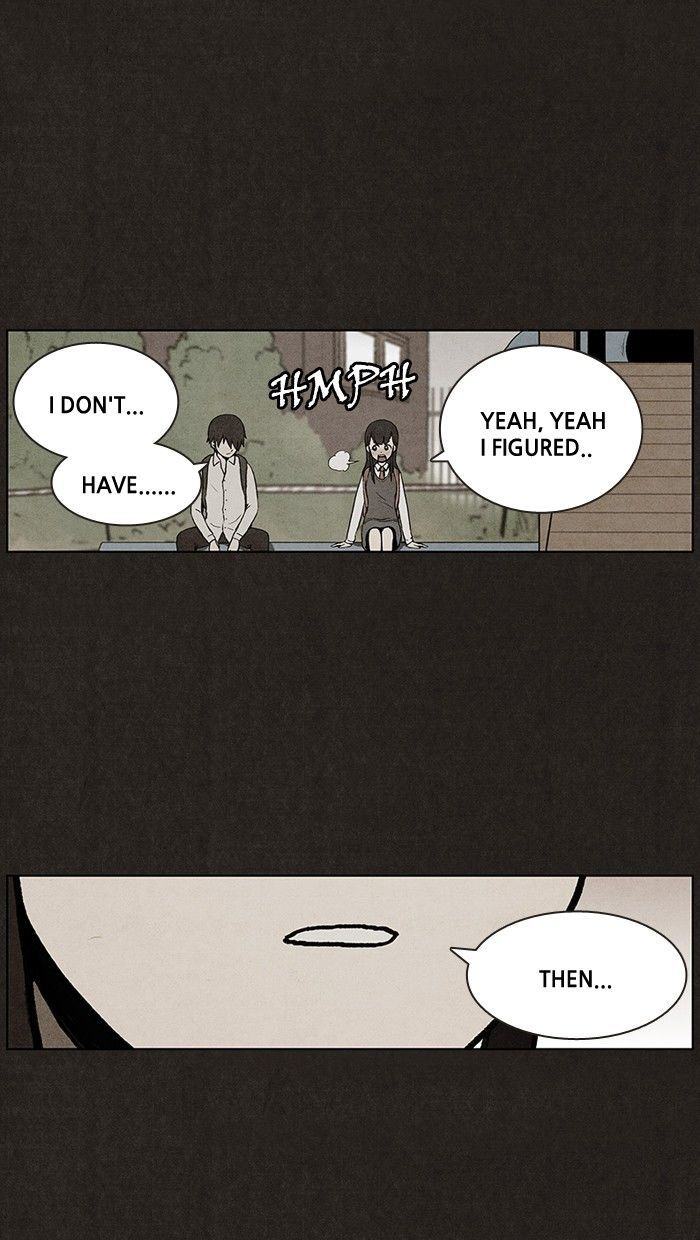 I DON'T...
HAVE......
HMPH
YEAH, YEAH
I FIGURED..
THEN...